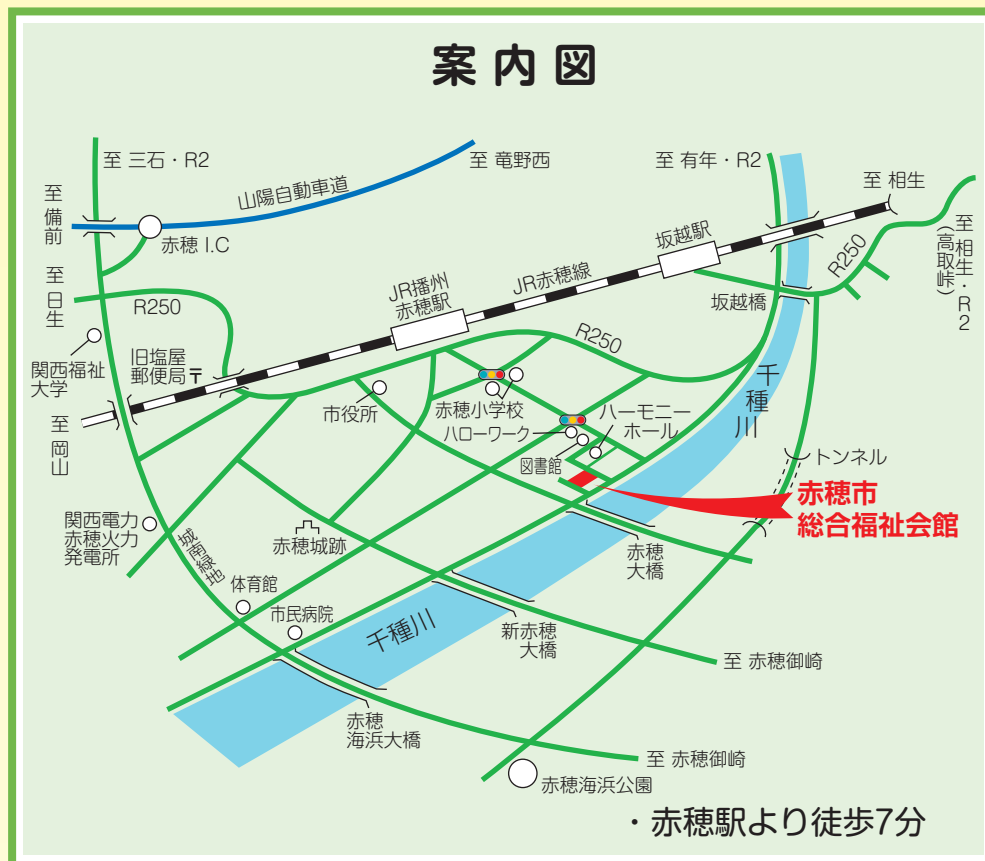 案内図
至 三石・R2
至 竜野西
至 有年・R2
至 相生
至 備前
山陽自動車道
赤穂 I.C
坂越駅
R250
至 相生・R2
(高取峠)
至 日生
R250
JR播州
赤穂駅
JR赤穂線
坂越橋
関西福祉
大学
旧塩屋
郵便局〒
R250
千種川
至 岡山
市役所
赤穂小学校
ハローワーク
ハーモニー
ホール
図書館
トンネル
赤穂市
総合福祉会館
関西電力
赤穂火力
発電所
城南緑地
赤穂城跡
赤穂
大橋
体育館
市民病院
千種川
新赤穂
大橋
至 赤穂御崎
赤穂
海浜大橋
至 赤穂御崎
赤穂海浜公園
・赤穂駅より徒歩7分